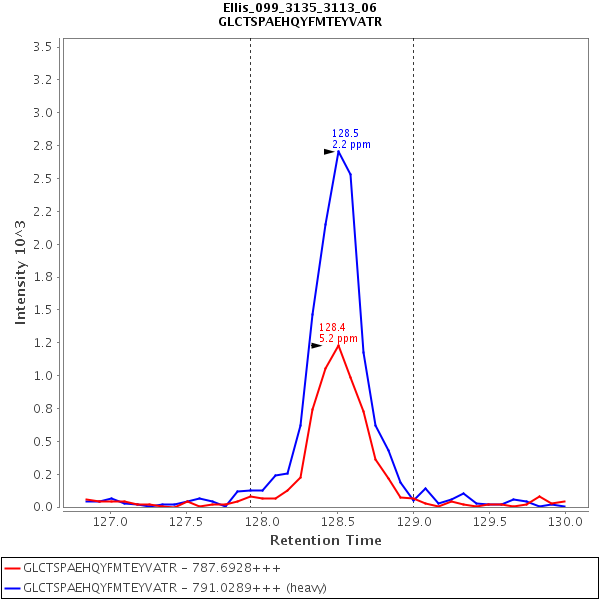 Ellis_099_3135_3113_06
GLCTSPAEHQYFMTEYVATR
3.5
3.2
3.0
2.8
2.5
2.2
2.0
1.8
1.5
1.2
1.0
0.8
0.5
0.2
0.0
Intensity 10^3
128.5
2.2 ppm
128.4
5.2 ppm
127.0 127.5 128.0 128.5 129.0 129.5 130.0
Retention Time
GLCTSPAEHQYFMTEYVATR - 787.6928+++
GLCTSPAEHQYFMTEYVATR - 791.0289+++ (heavy)